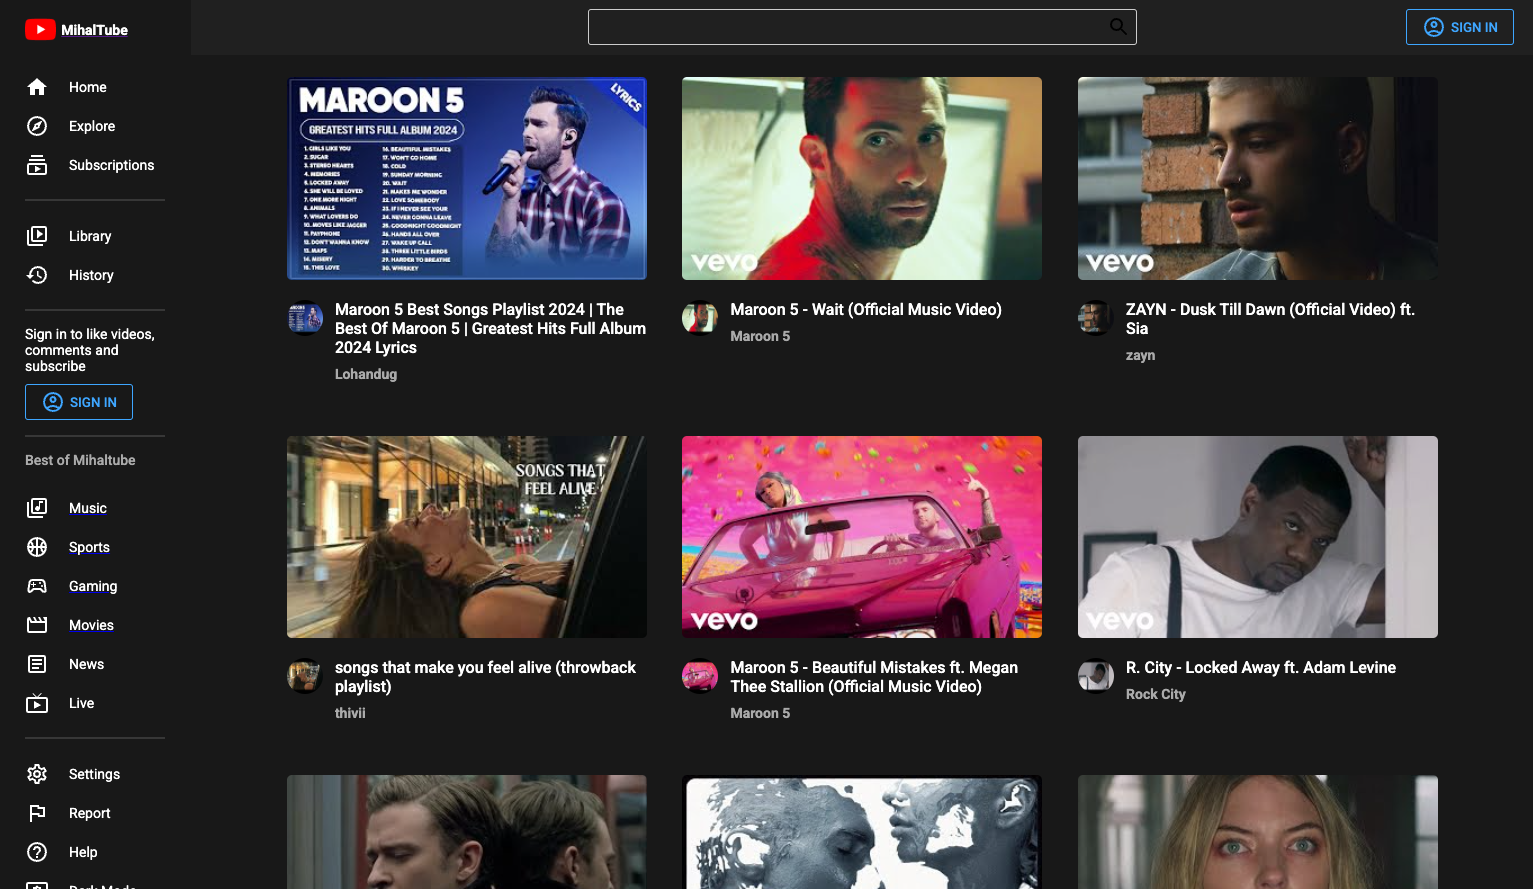 MihalTube
SIGN IN
Home
Explore
Subscriptions
Library
History
Sign in to like videos,
comments and
subscribe
SIGN IN
Best of Mihaltube
Music
Sports
Gaming
Movies
News
Live
Settings
Report
Help
Dark Mode
MAROON 5
LYRICS
GREATEST HITS FULL ALBUM 2024
1. GIRLS LIKE YOU
2. SUGAR
3. STEREO HEARTS
4. MEMORIES
5. LOCKED AWAY
6. SHE WILL BE LOVED
7. ONE MORE NIGHT
8. ANIMALS
9. WHAT LOVERS DO
10. MOVES LIKE JAGGER
11. PAYPHONE
12. DON'T WANNA KNOW
13. MAPS
14. MISERY
15. THIS LOVE
16. BEAUTIFUL MISTAKES
17. WON'T GO HOME
18. COLD
19. SUNDAY MORNING
20. WAIT
21. MAKES ME WONDER
22. LOVE SOMEBODY
23. IF I NEVER SEE YOUR
24. NEVER GONNA LEAVE
25. GOODNIGHT GOODNIGHT
26. HANDS ALL OVER
27. WAKE UP CALL
28. THREE LITTLE BIRDS
29. HARDER TO BREATHE
30. WHISKEY
vevo
vevo
Maroon 5 Best Songs Playlist 2024 | The
Best Of Maroon 5 | Greatest Hits Full Album
2024 Lyrics
Lohandug
Maroon 5 - Wait (Official Music Video)
Maroon 5
ZAYN - Dusk Till Dawn (Official Video) ft.
Sia
zayn
SONGS THAT
FEEL ALIVE
vevo
vevo
songs that make you feel alive (throwback
playlist)
thivii
Maroon 5 - Beautiful Mistakes ft. Megan
Thee Stallion (Official Music Video)
Maroon 5
R. City - Locked Away ft. Adam Levine
Rock City